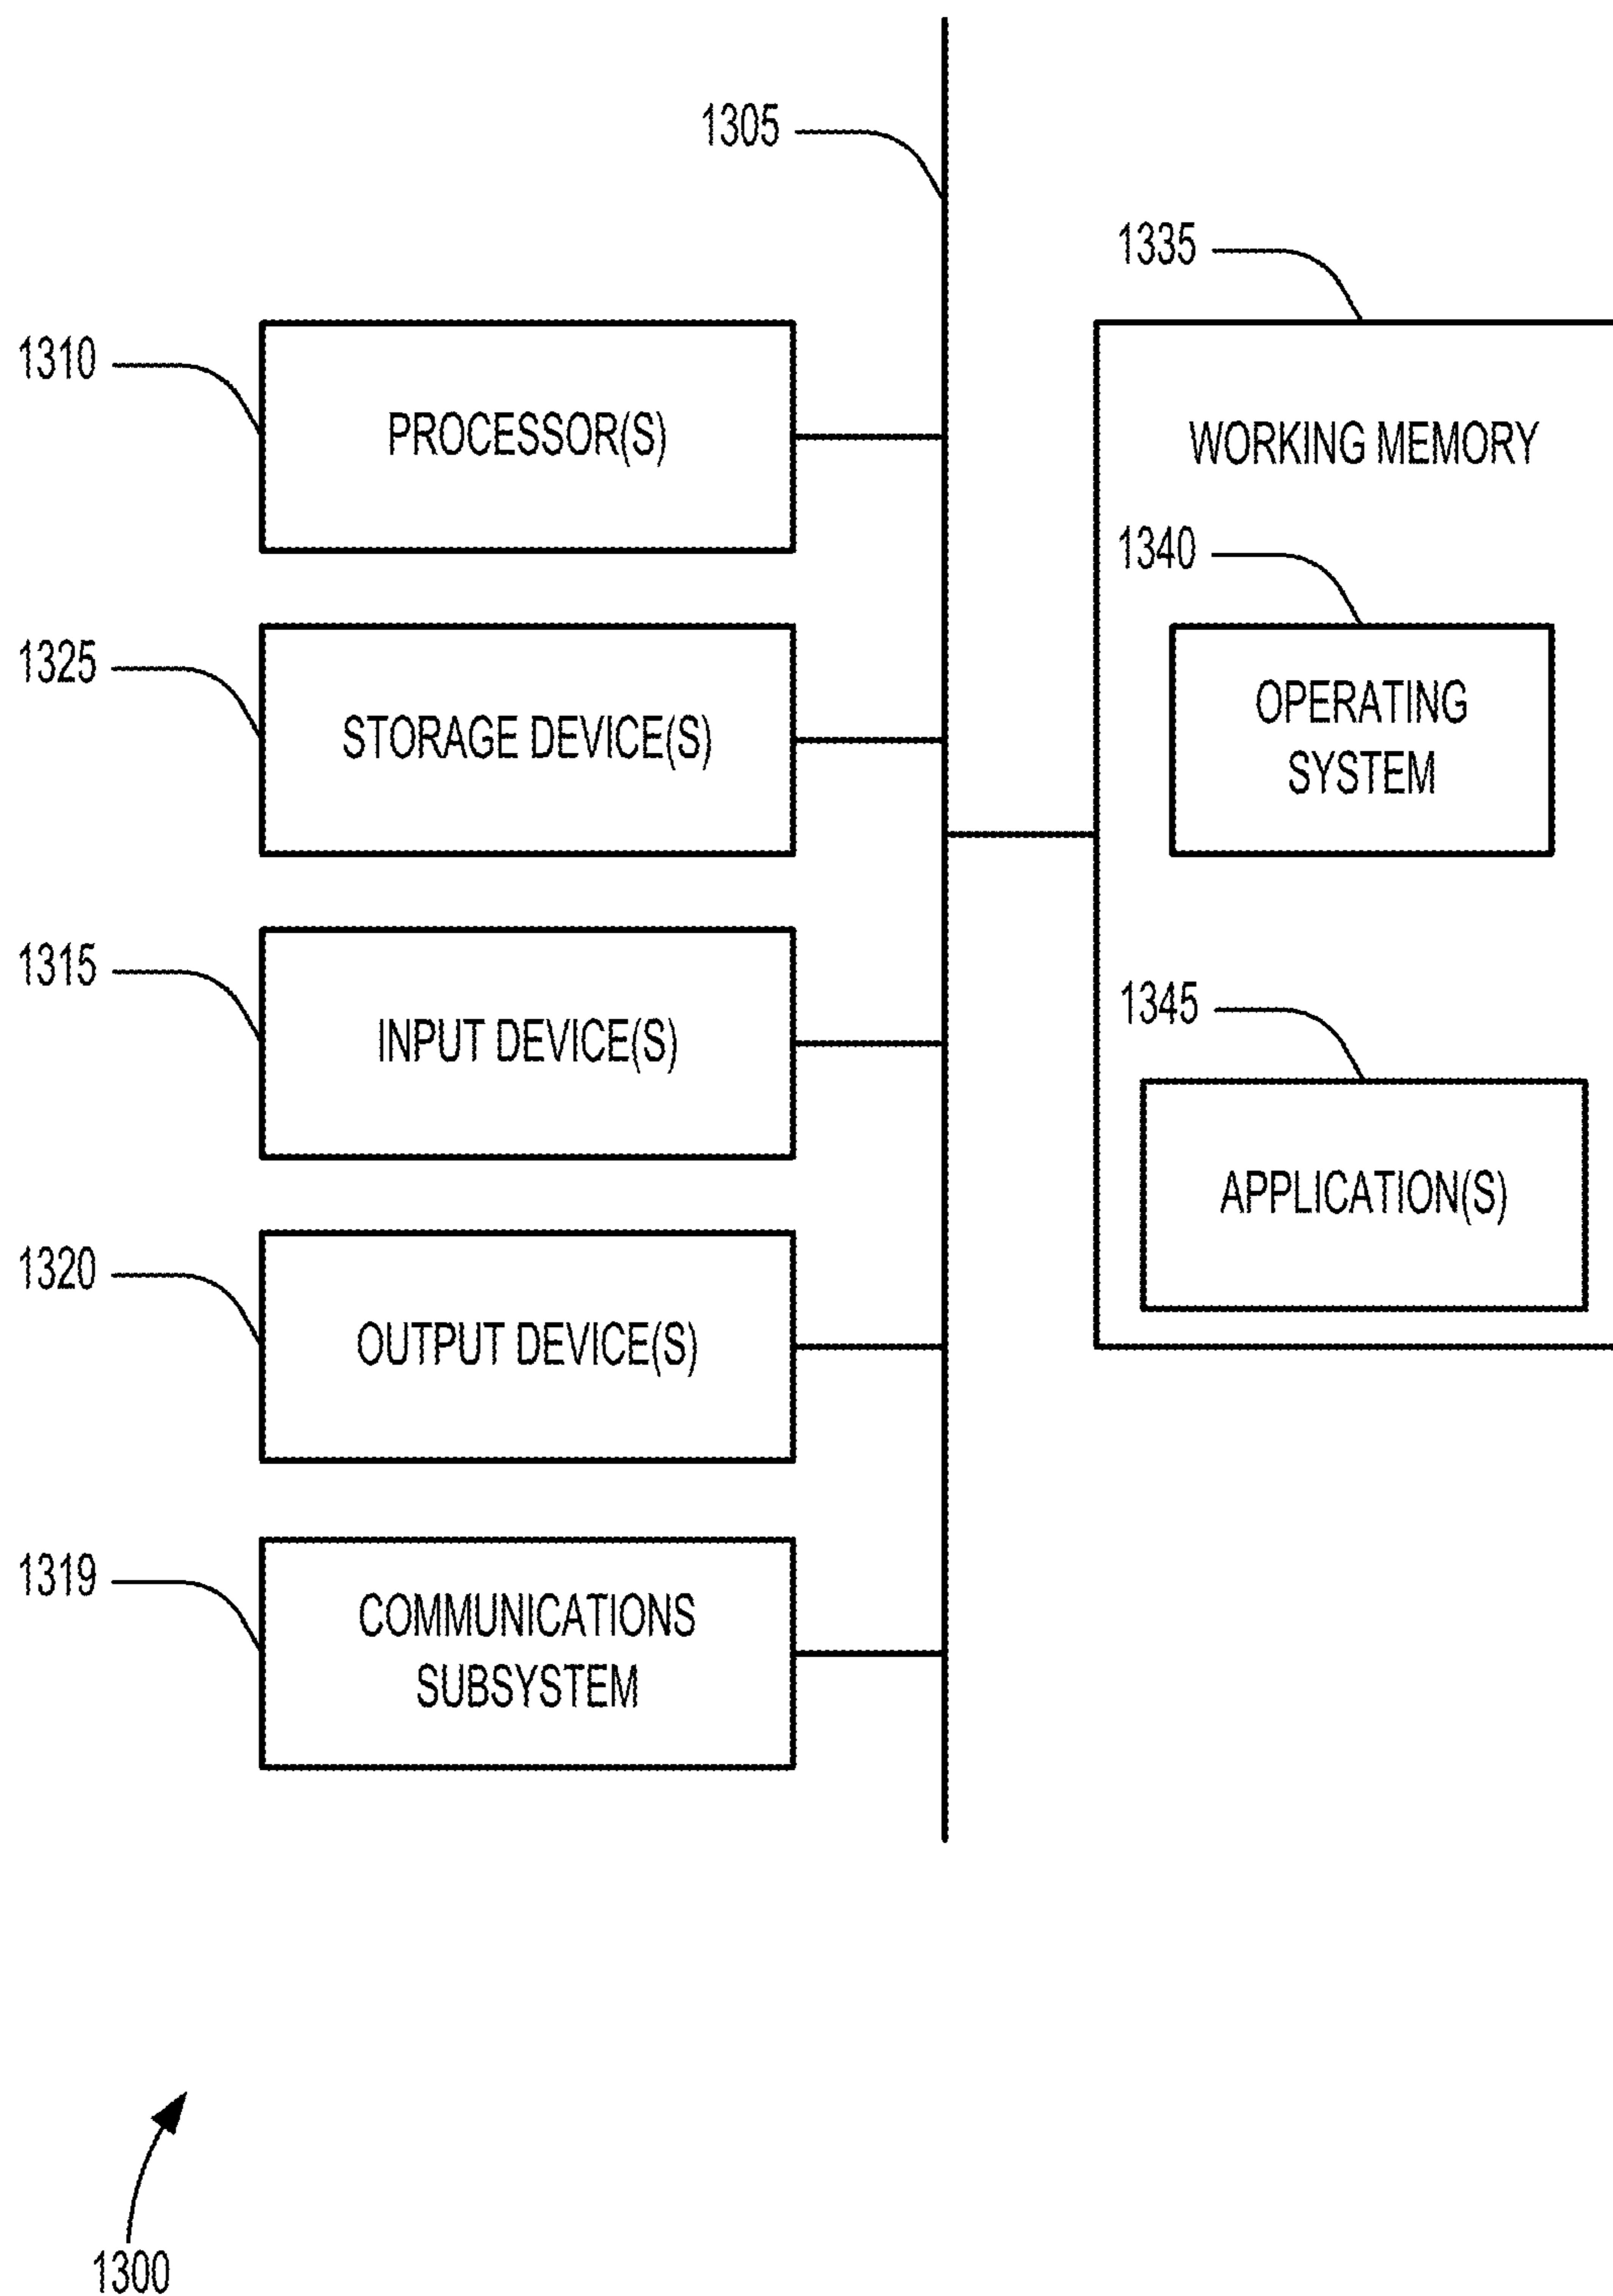 1305
1335
1310
PROCESSOR(S)
WORKING MEMORY
1340
1325
STORAGE DEVICE(S)
OPERATING
SYSTEM
1315
INPUT DEVICE(S)
1345
APPLICATION(S)
1320
OUTPUT DEVICE(S)
1319
COMMUNICATIONS
SUBSYSTEM
1300